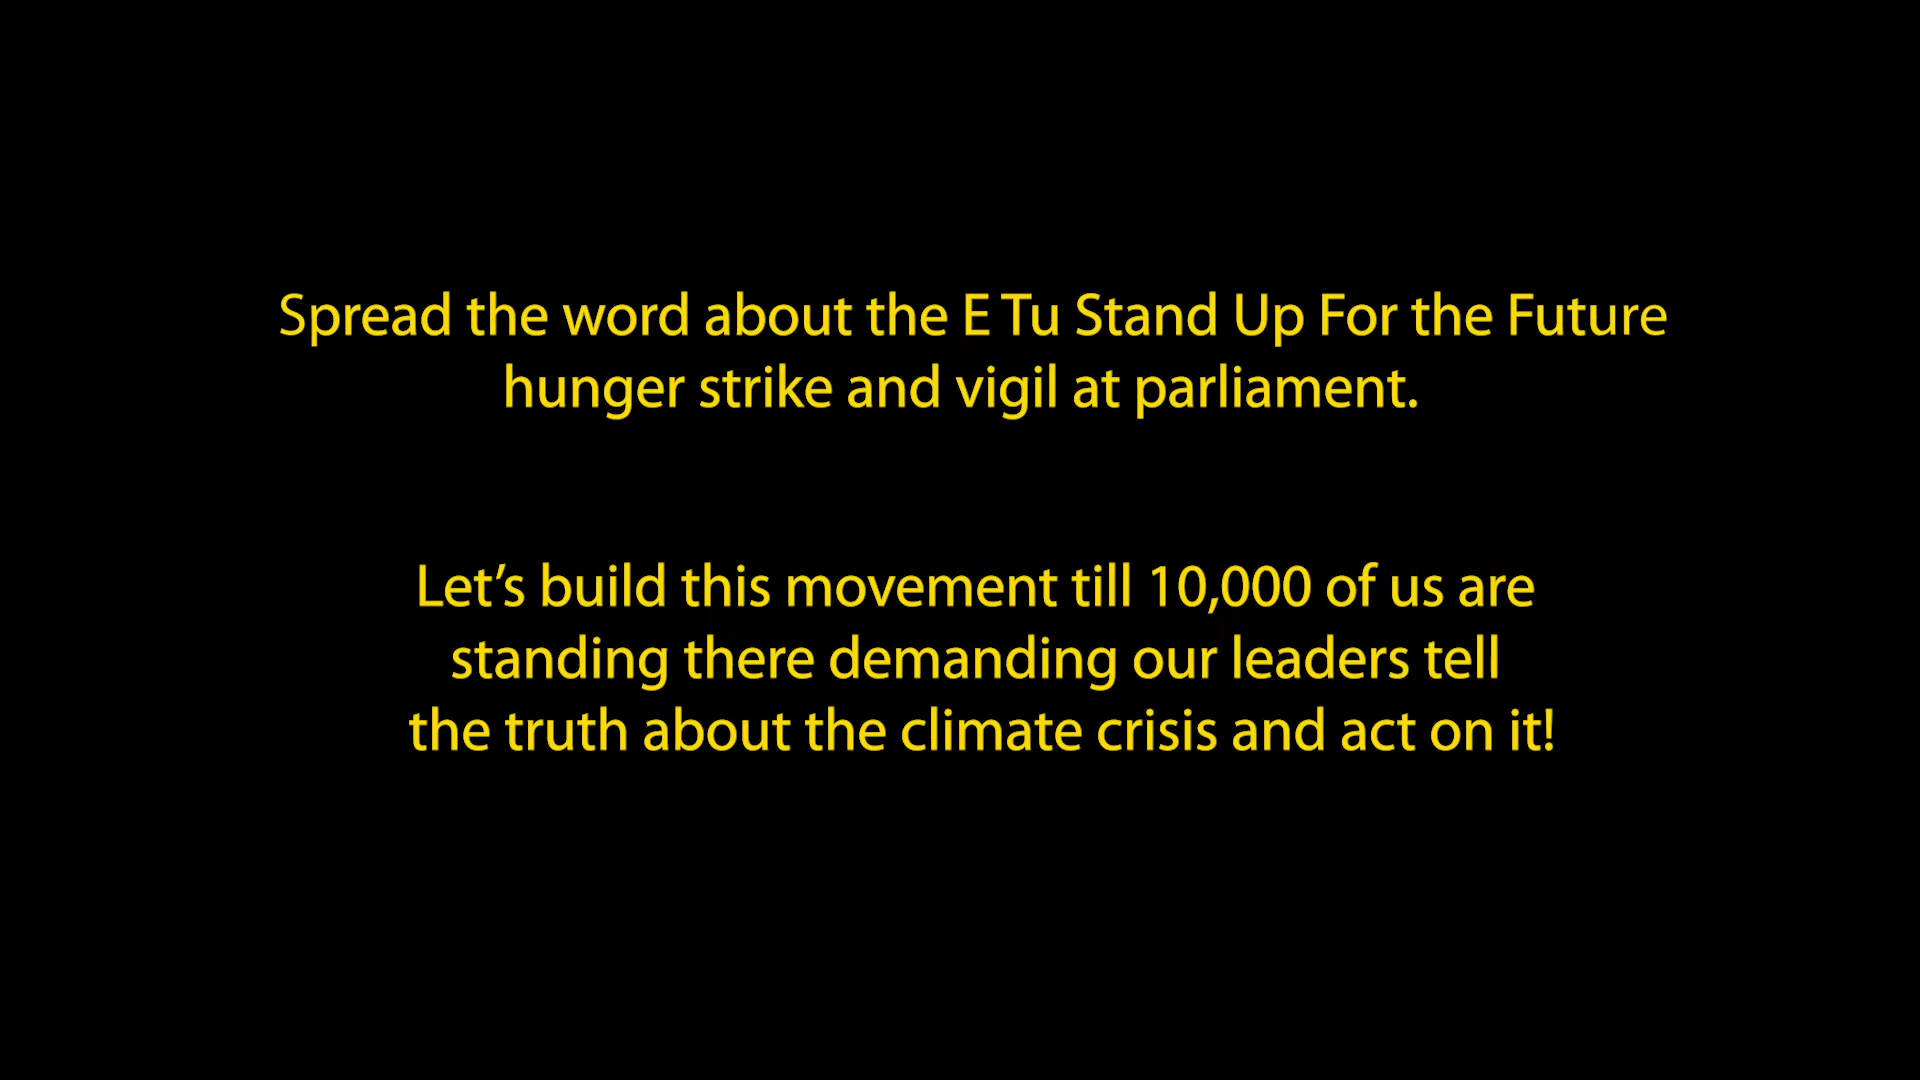 Spread the word about the E Tu Stand Up For the Future
hunger strike and vigil at parliament.
Let’s build this movement till 10,000 of us are
standing there demanding our leaders tell
the truth about the climate crisis and act on it!